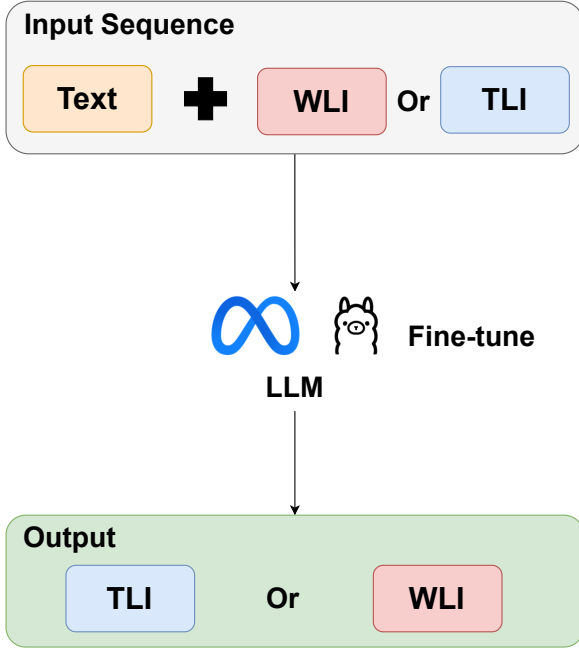 Input Sequence
Text WLI Or TLI
Fine-tune
LLM
Output
TLI Or WLI